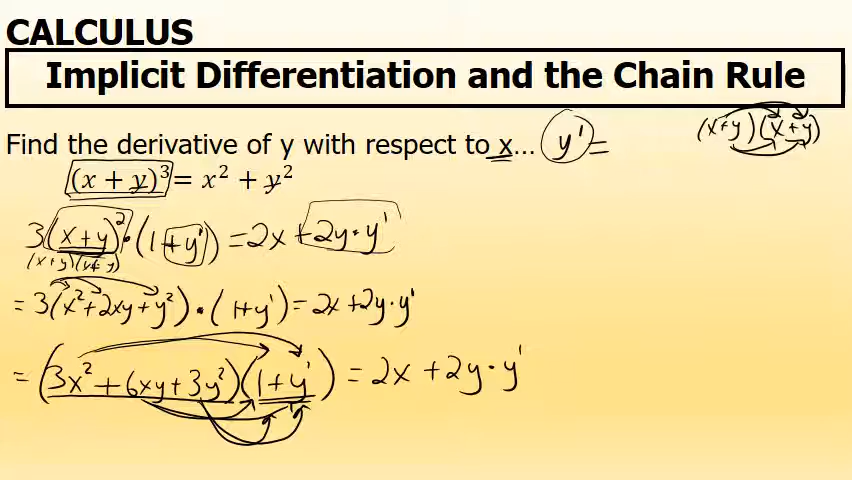 CALCULUS
Implicit Differentiation and the Chain Rule
Find the derivative of y with respect to x... y' =
(x+y)(x+y)
(x + y)³ = x² + y²
3(x+y)²·(1+y') = 2x+2y·y'
(x+y)(x+y)
= 3(x²+2xy+y²)·(1+y') = 2x+2y·y'
= (3x²+6xy+3y²)(1+y') = 2x+2y·y'